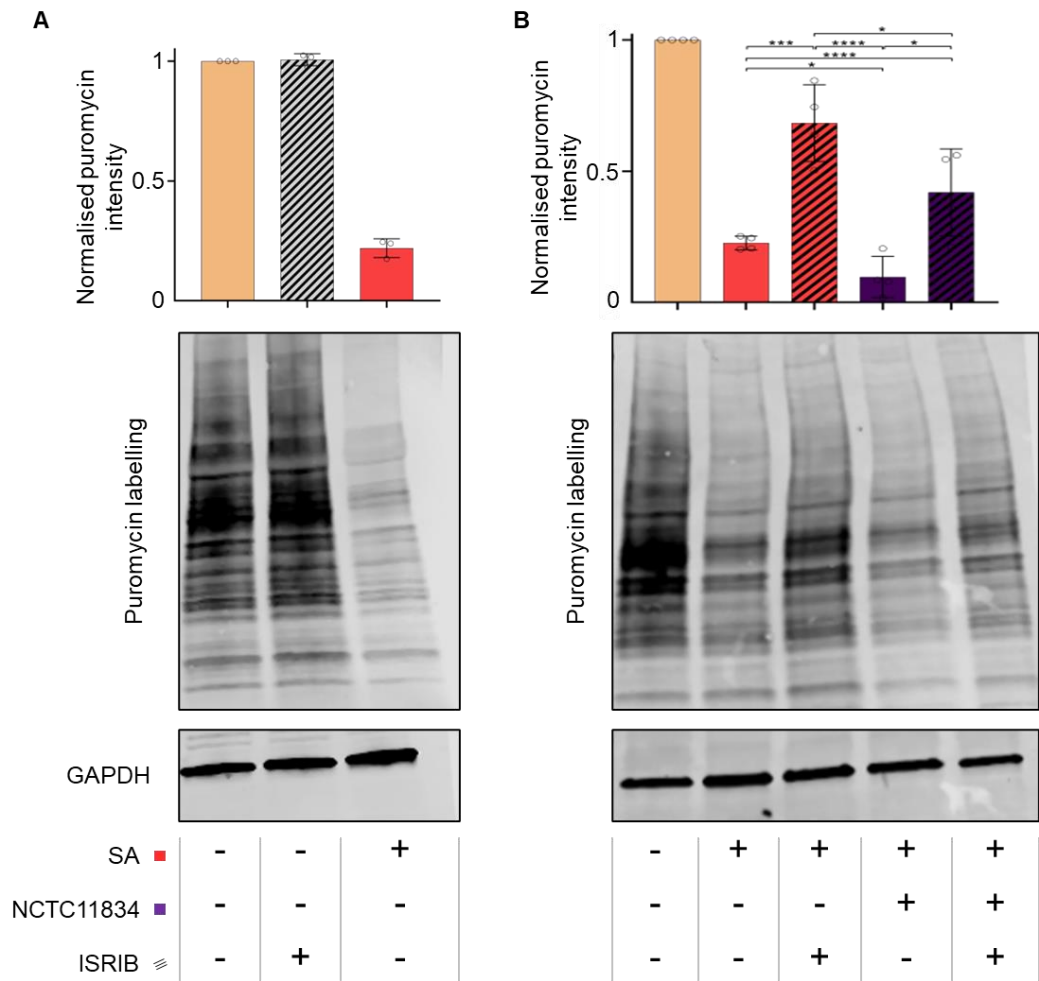 A
Normalised puromycin
intensity
1
0.5
0
Puromycin labelling
GAPDH
B
Normalised puromycin
intensity
1
0.5
0
*
*** **** *
****
*
Puromycin labelling
SA - - + - + + + +
NCTC11834 - - - - - - + +
ISRIB - + - - - + - +